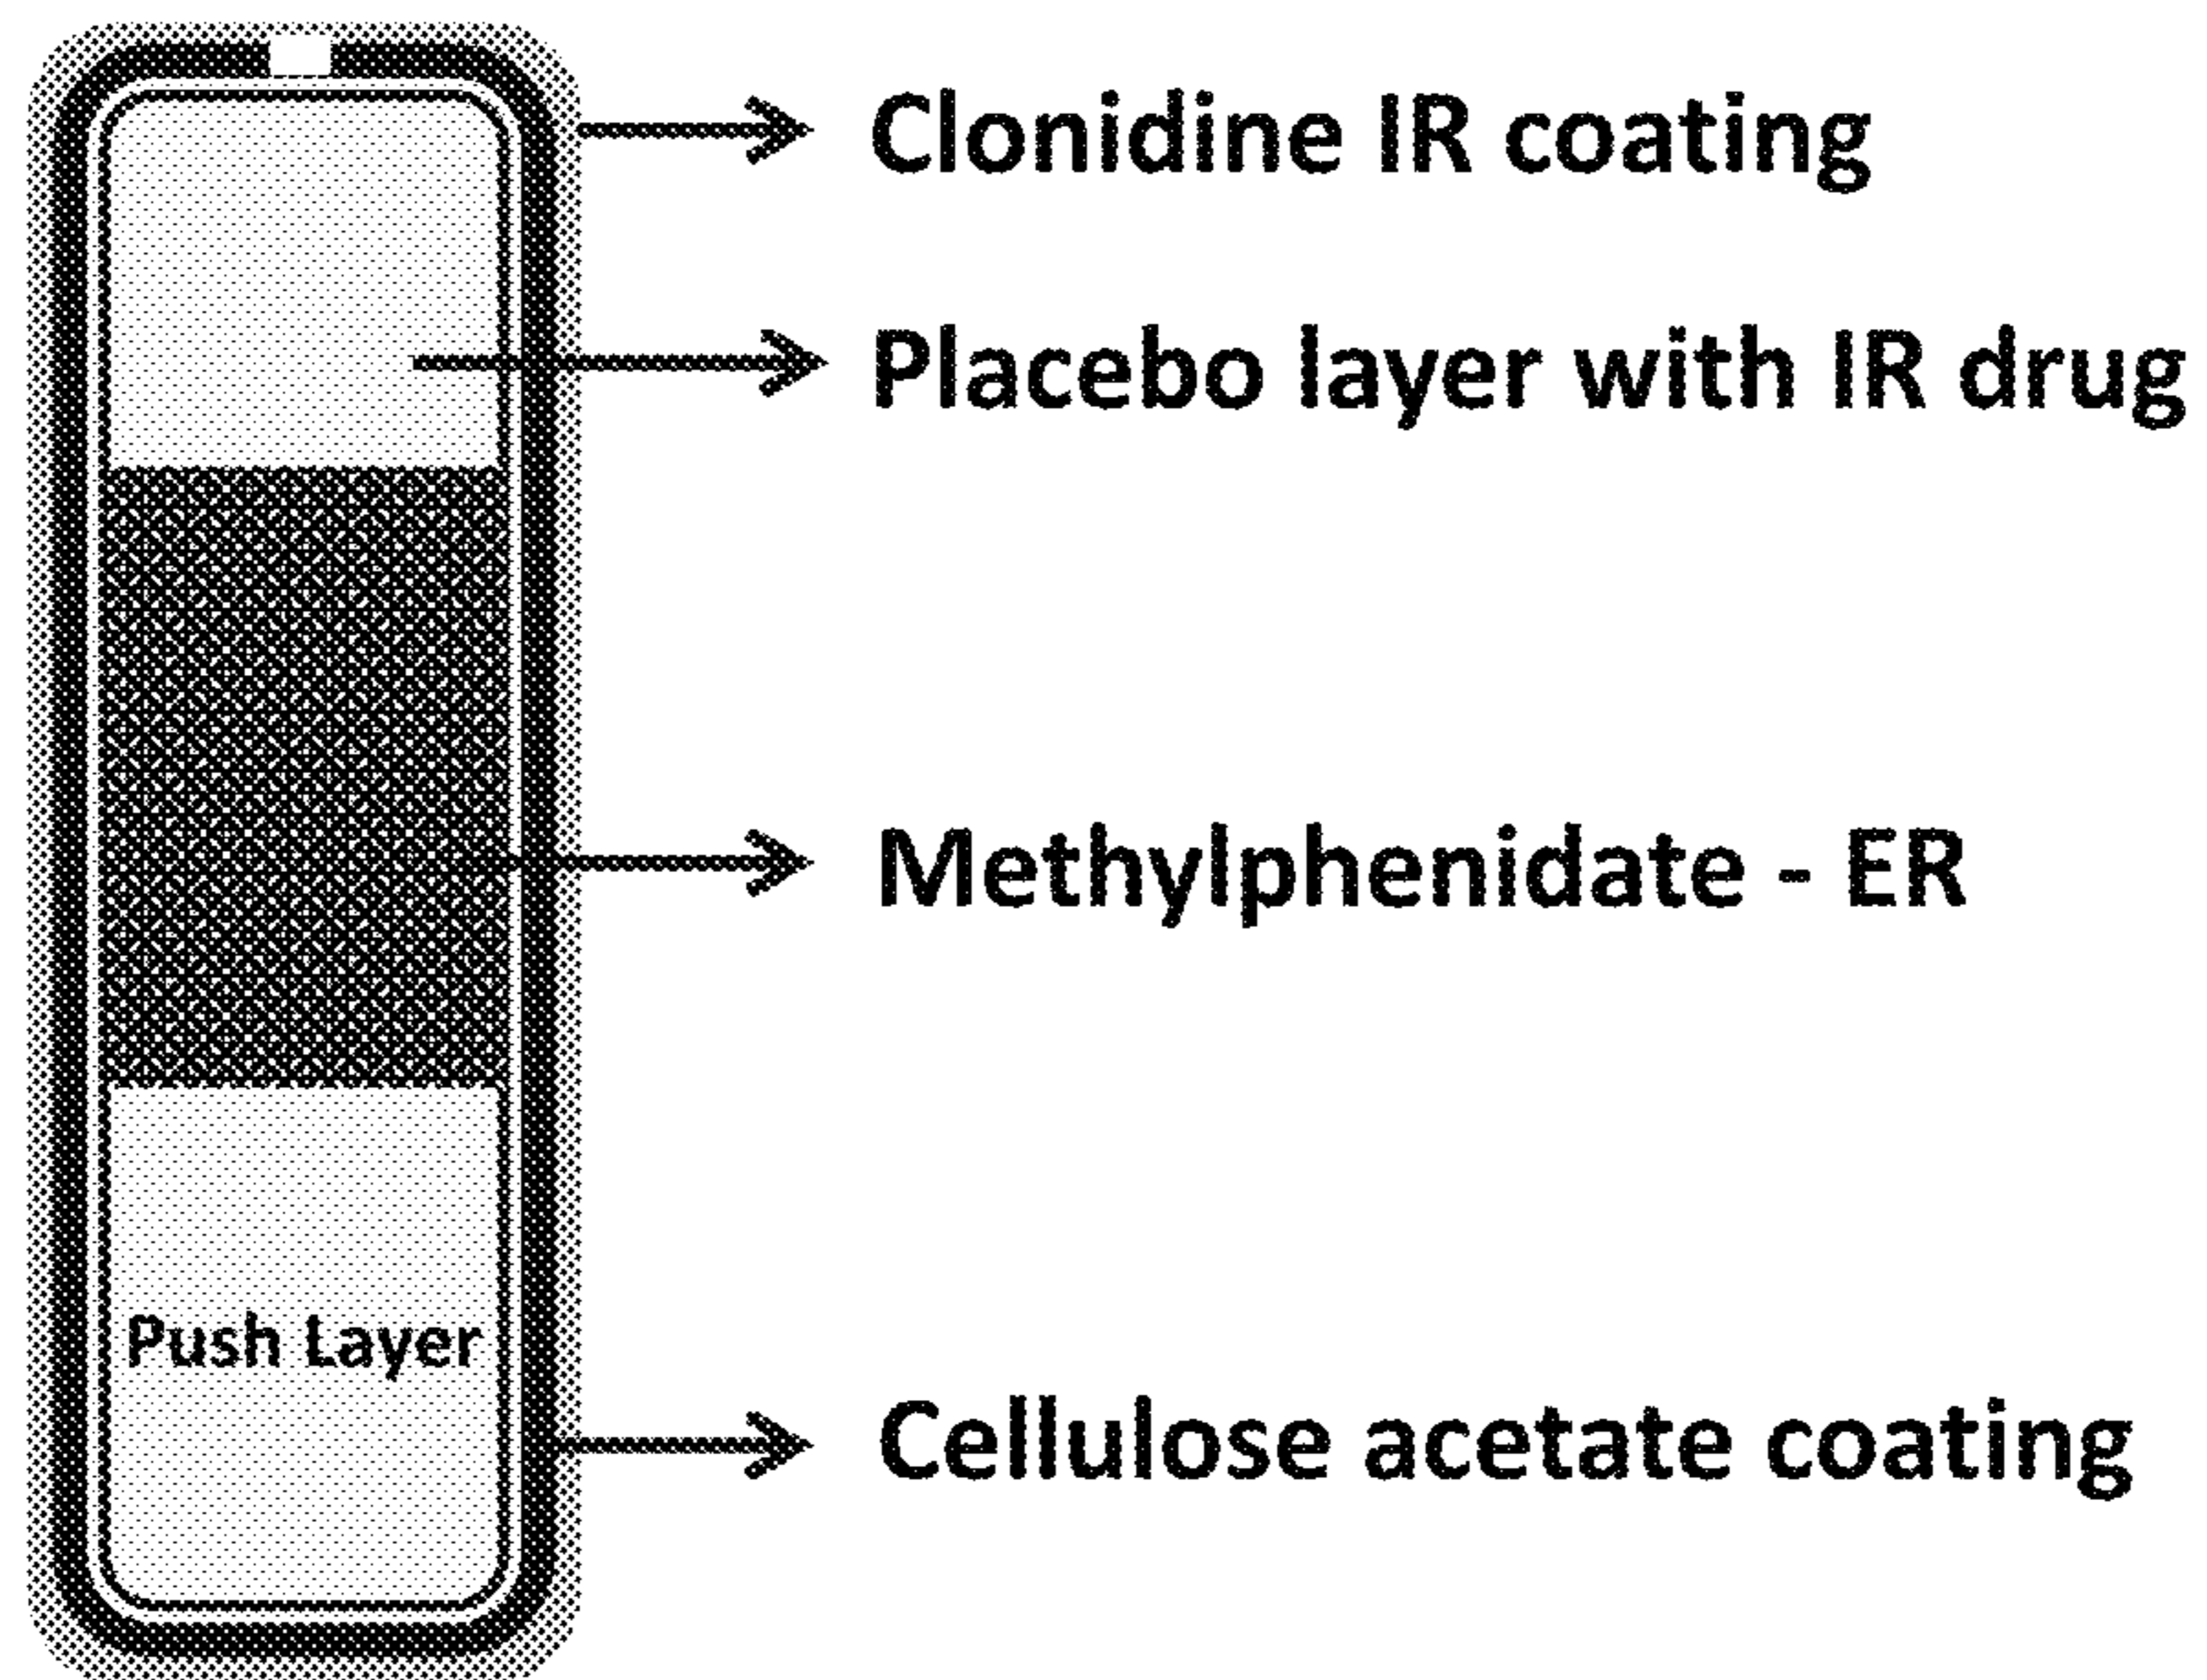 Clonidine IR coating
Placebo layer with IR drug
Methylphenidate - ER
Push Layer
Cellulose acetate coating